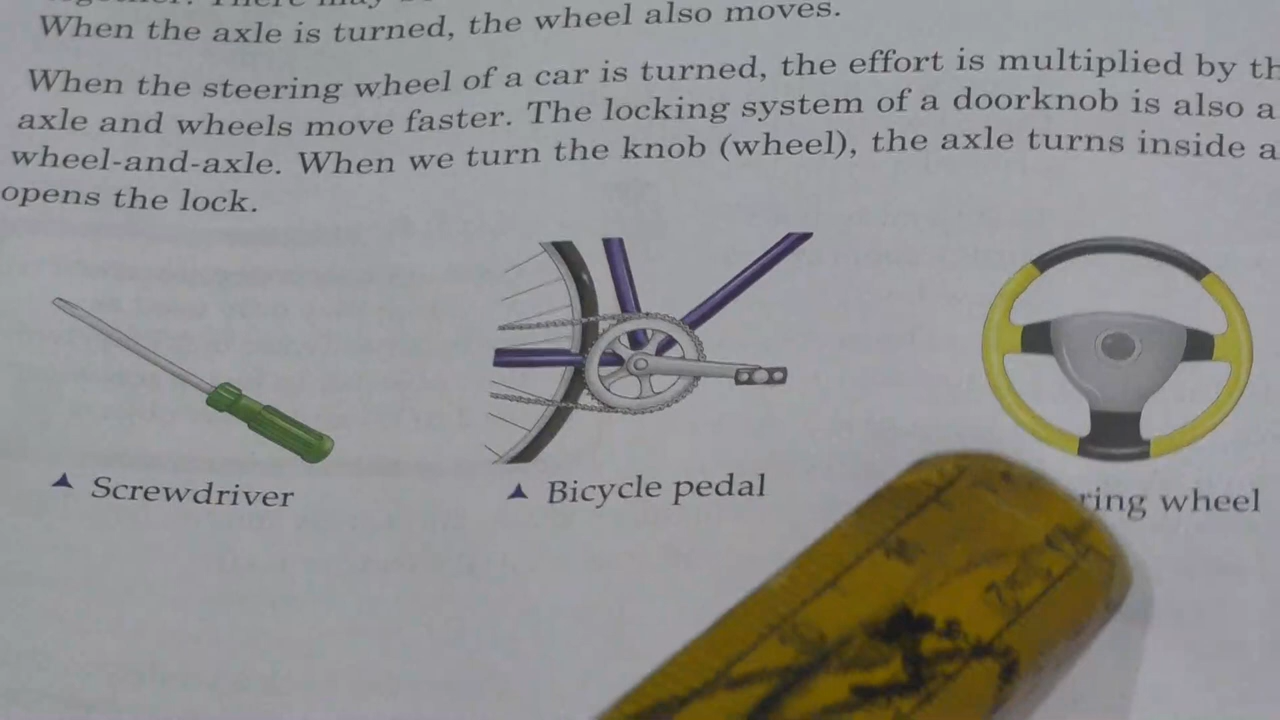 When the axle is turned, the wheel also moves.
When the steering wheel of a car is turned, the effort is multiplied by
axle and wheels move faster. The locking system of a doorknob is also a
wheel-and-axle. When we turn the knob (wheel), the axle turns inside
opens the lock.
Screwdriver
Bicycle pedal
wheel